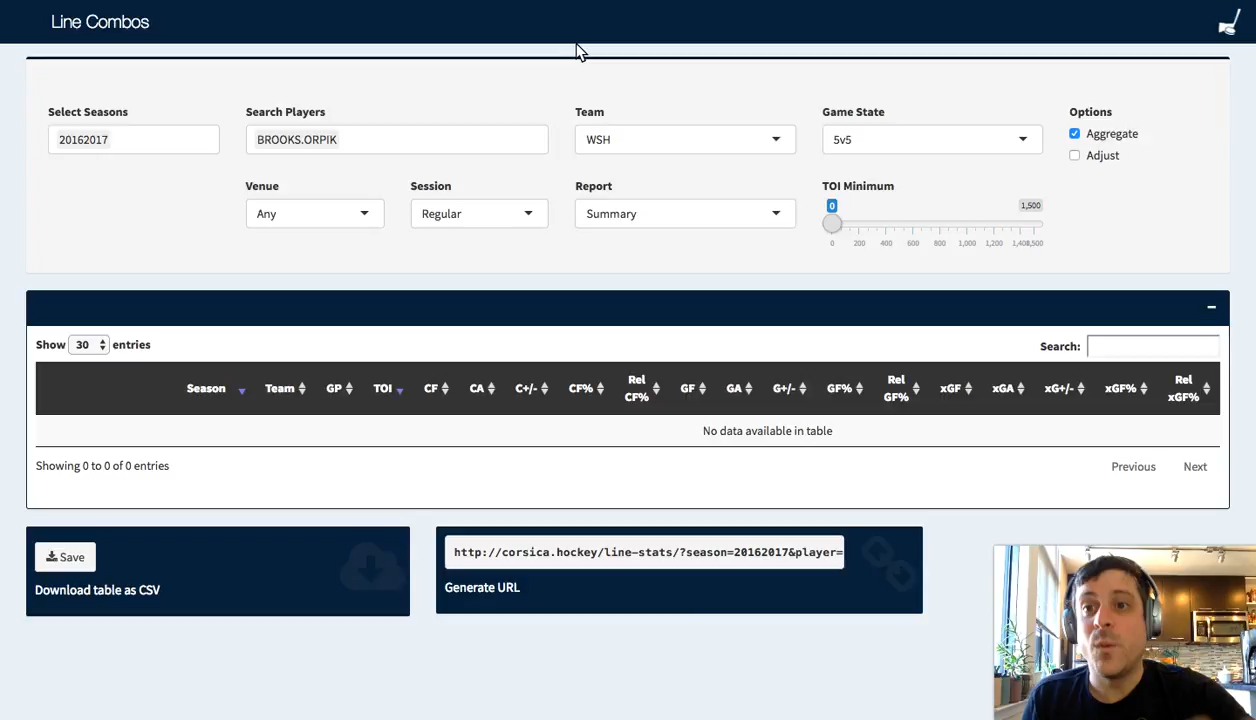 Line Combos
Select Seasons
Search Players
Team
Game State
Options
20162017
BROOKS.ORPIK
WSH
5v5
Aggregate
Adjust
Venue
Session
Report
TOI Minimum
Any
Regular
Summary
0
1,500
0 200 400 600 800 1,000 1,200 1,400 1,500
Show 30 entries
Search:
Season Team GP TOI CF CA C+/- CF% Rel CF% GF GA G+/- GF% Rel GF% xGF xGA xG+/- xGF% Rel xGF%
No data available in table
Showing 0 to 0 of 0 entries
Previous Next
Save
Download table as CSV
http://corsica.hockey/line-stats/?season=20162017&player=
Generate URL